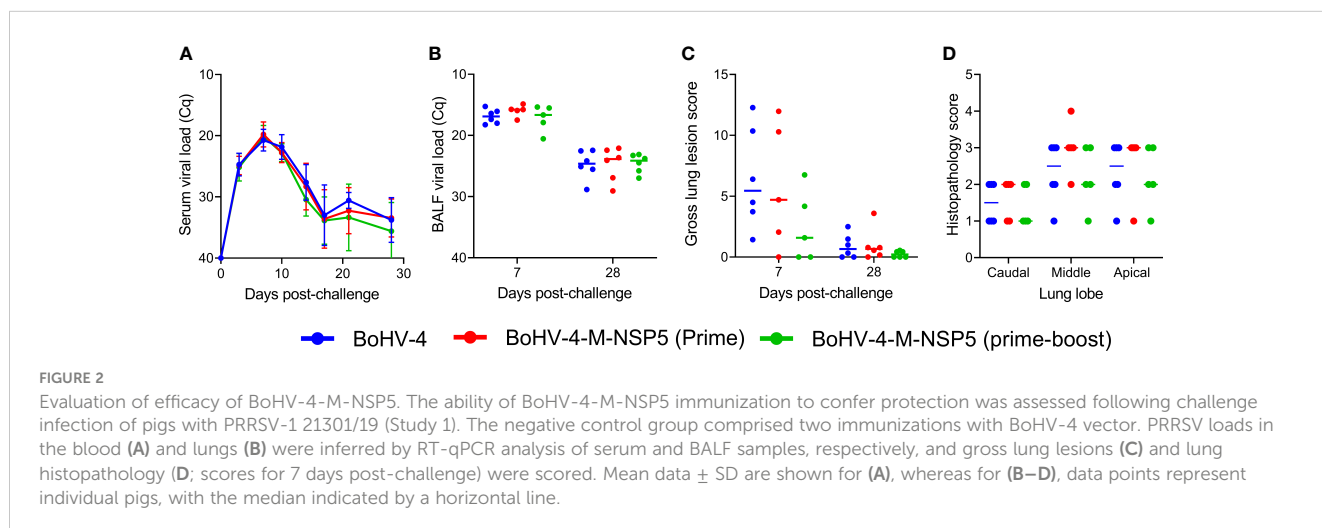 A
B
C
D
10
20
30
40
0
10
20
30
Serum viral load (Cq)
Days post-challenge
10
20
30
40
7
28
BALF viral load (Cq)
Days post-challenge
15
10
5
0
7
28
Gross lung lesion score
Days post-challenge
5
4
3
2
1
0
Caudal
Middle
Apical
Histopathology score
Lung lobe
BoHV-4
BoHV-4-M-NSP5 (Prime)
BoHV-4-M-NSP5 (prime-boost)
FIGURE 2
Evaluation of efficacy of BoHV-4-M-NSP5. The ability of BoHV-4-M-NSP5 immunization to confer protection was assessed following challenge
infection of pigs with PRRSV-1 21301/19 (Study 1). The negative control group comprised two immunizations with BoHV-4 vector. PRRSV loads in
the blood (A) and lungs (B) were inferred by RT-qPCR analysis of serum and BALF samples, respectively, and gross lung lesions (C) and lung
histopathology (D; scores for 7 days post-challenge) were scored. Mean data ± SD are shown for (A), whereas for (B–D), data points represent
individual pigs, with the median indicated by a horizontal line.